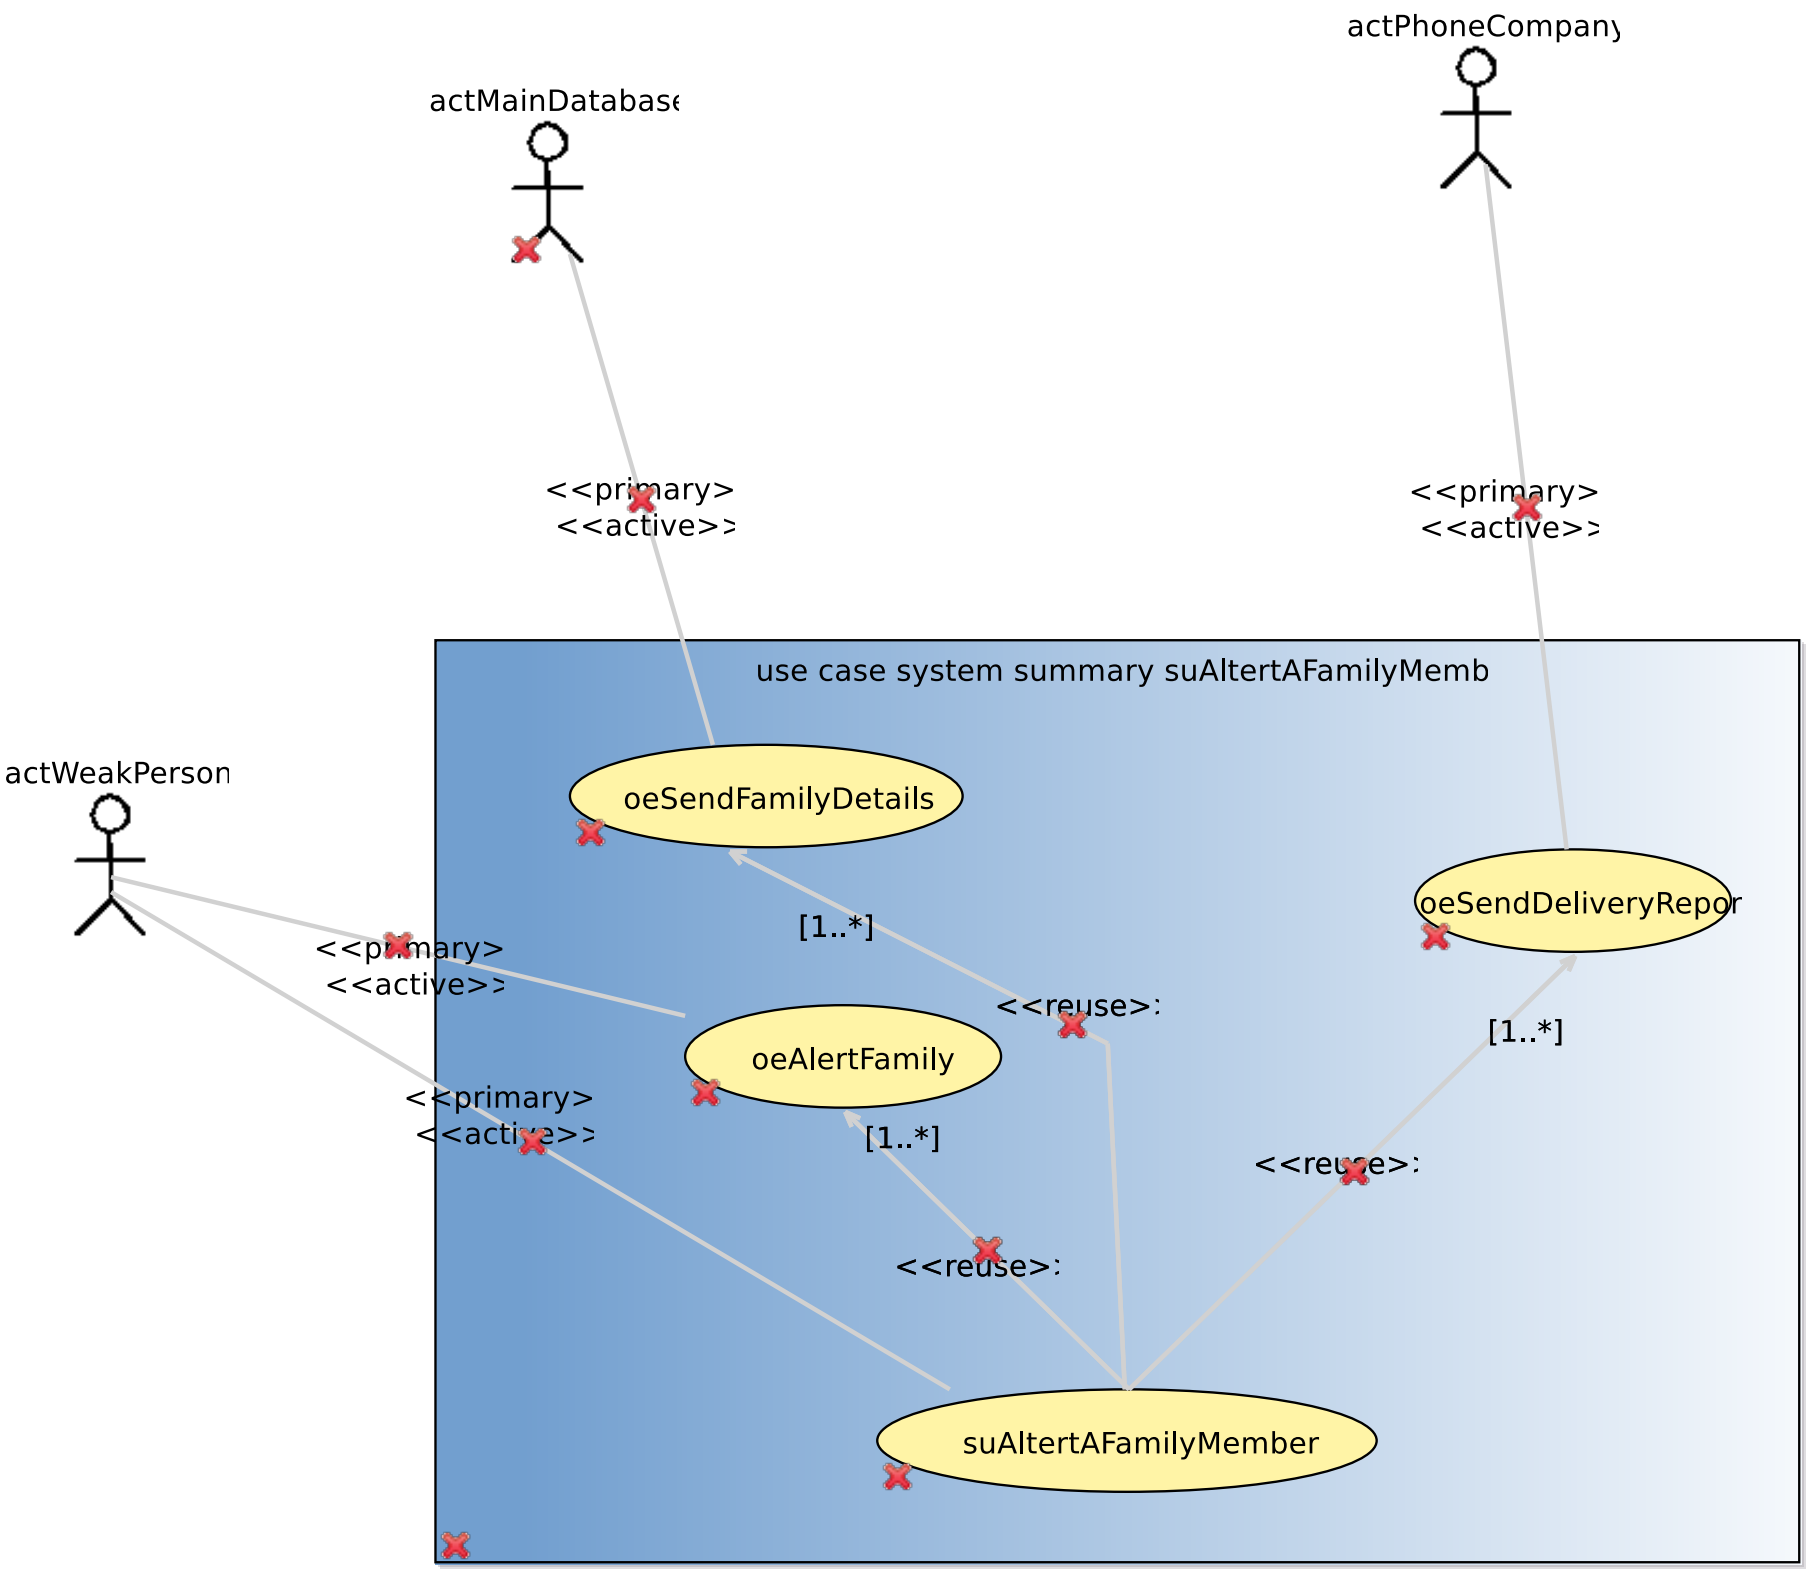 actPhoneCompany
actMainDatabase
<<primary>
<<active>>
<<primary>
<<active>>
use case system summary suAltertAFamilyMemb
actWeakPerson
oeSendFamilyDetails
oeSendDeliveryRepor
[1..*]
<<primary>
<<active>>
<<reuse>>
[1..*]
oeAlertFamily
<<primary>
<<active>>
[1..*]
<<reuse>>
<<reuse>>
suAltertAFamilyMember